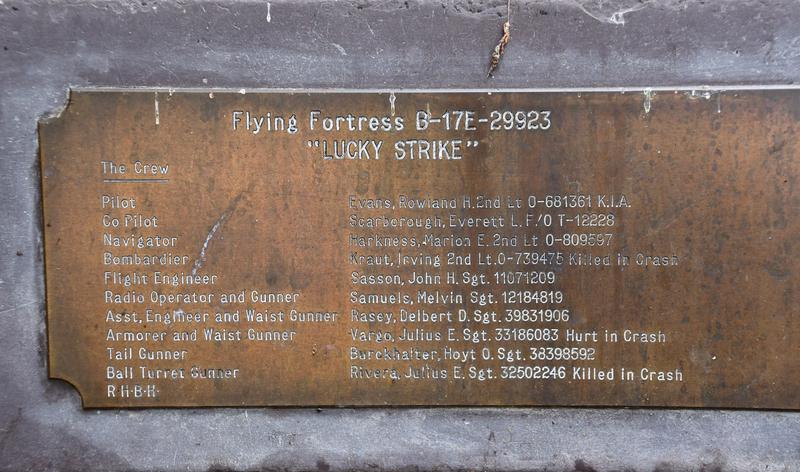 Flying Fortress B-17E-29923
"LUCKY STRIKE"
The Crew
Pilot Evans, Rowland H. 2nd Lt O-681361 K.I.A.
Co Pilot Scarborough, Everett L. F/O T-12228
Navigator Harkness, Marion E. 2nd Lt O-809597
Bombardier Kraut, Irving 2nd Lt. O-739475 Killed in Crash
Flight Engineer Sasson, John H. Sgt. 11071209
Radio Operator and Gunner Samuels, Melvin Sgt. 12184819
Asst, Engineer and Waist Gunner Rasey, Delbert D. Sgt. 39831906
Armorer and Waist Gunner Vargo, Julius E. Sgt. 33186083 Hurt in Crash
Tail Gunner Burckhalter, Hoyt O. Sgt. 38398592
Ball Turret Gunner Rivera, Julius E. Sgt. 32502246 Killed in Crash
R·H·B·H·